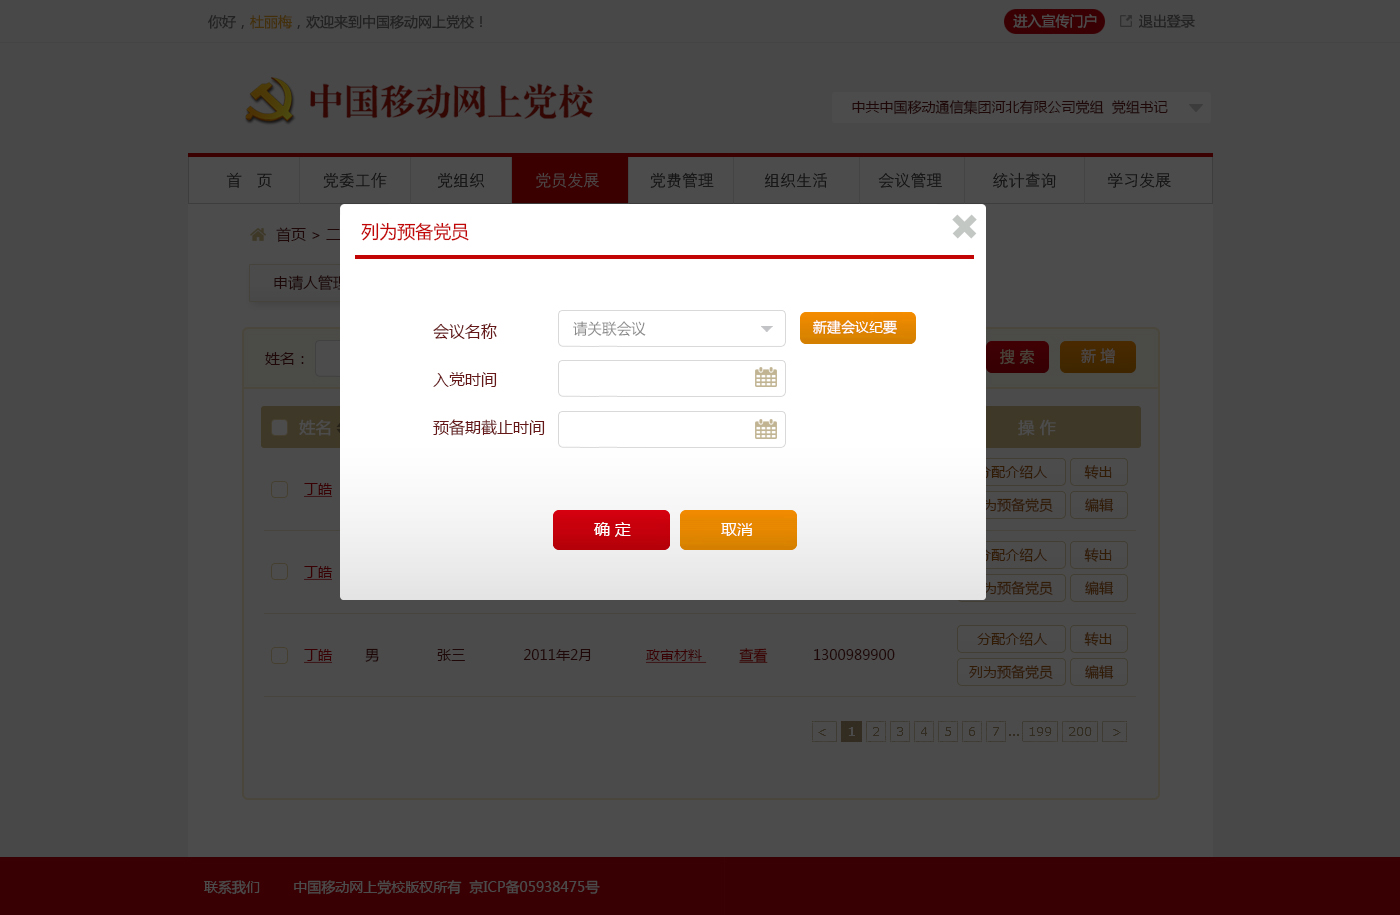 你好，杜丽梅，欢迎来到中国移动网上党校！
进入宣传门户 退出登录
中国移动网上党校
中共中国移动通信集团河北有限公司党组 党组书记
首 页 党委工作 党组织 党员发展 党费管理 组织生活 会议管理 统计查询 学习发展
首页 > 二
申请人管理
列为预备党员
会议名称 请关联会议 新建会议纪要
入党时间
预备期截止时间
确 定 取消
姓名： 搜 索 新 增
姓名 操 作
丁皓 分配介绍人 转出
列为预备党员 编辑
丁皓 分配介绍人 转出
列为预备党员 编辑
丁皓 男 张三 2011年2月 政审材料 查看 1300989900 分配介绍人 转出
列为预备党员 编辑
< 1 2 3 4 5 6 7 ... 199 200 >
联系我们 中国移动网上党校版权所有 京ICP备05938475号